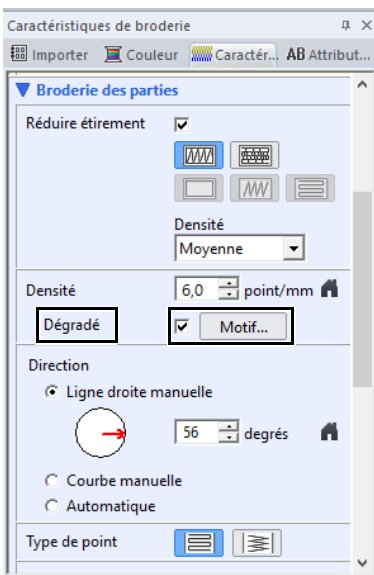 Caractéristiques de broderie
Importer Couleur Caractér... AB Attribut...
Broderie des parties
Réduire étirement
Densité
Moyenne
Densité 6,0 point/mm
Dégradé Motif...
Direction
Ligne droite manuelle
56 degrés
Courbe manuelle
Automatique
Type de point